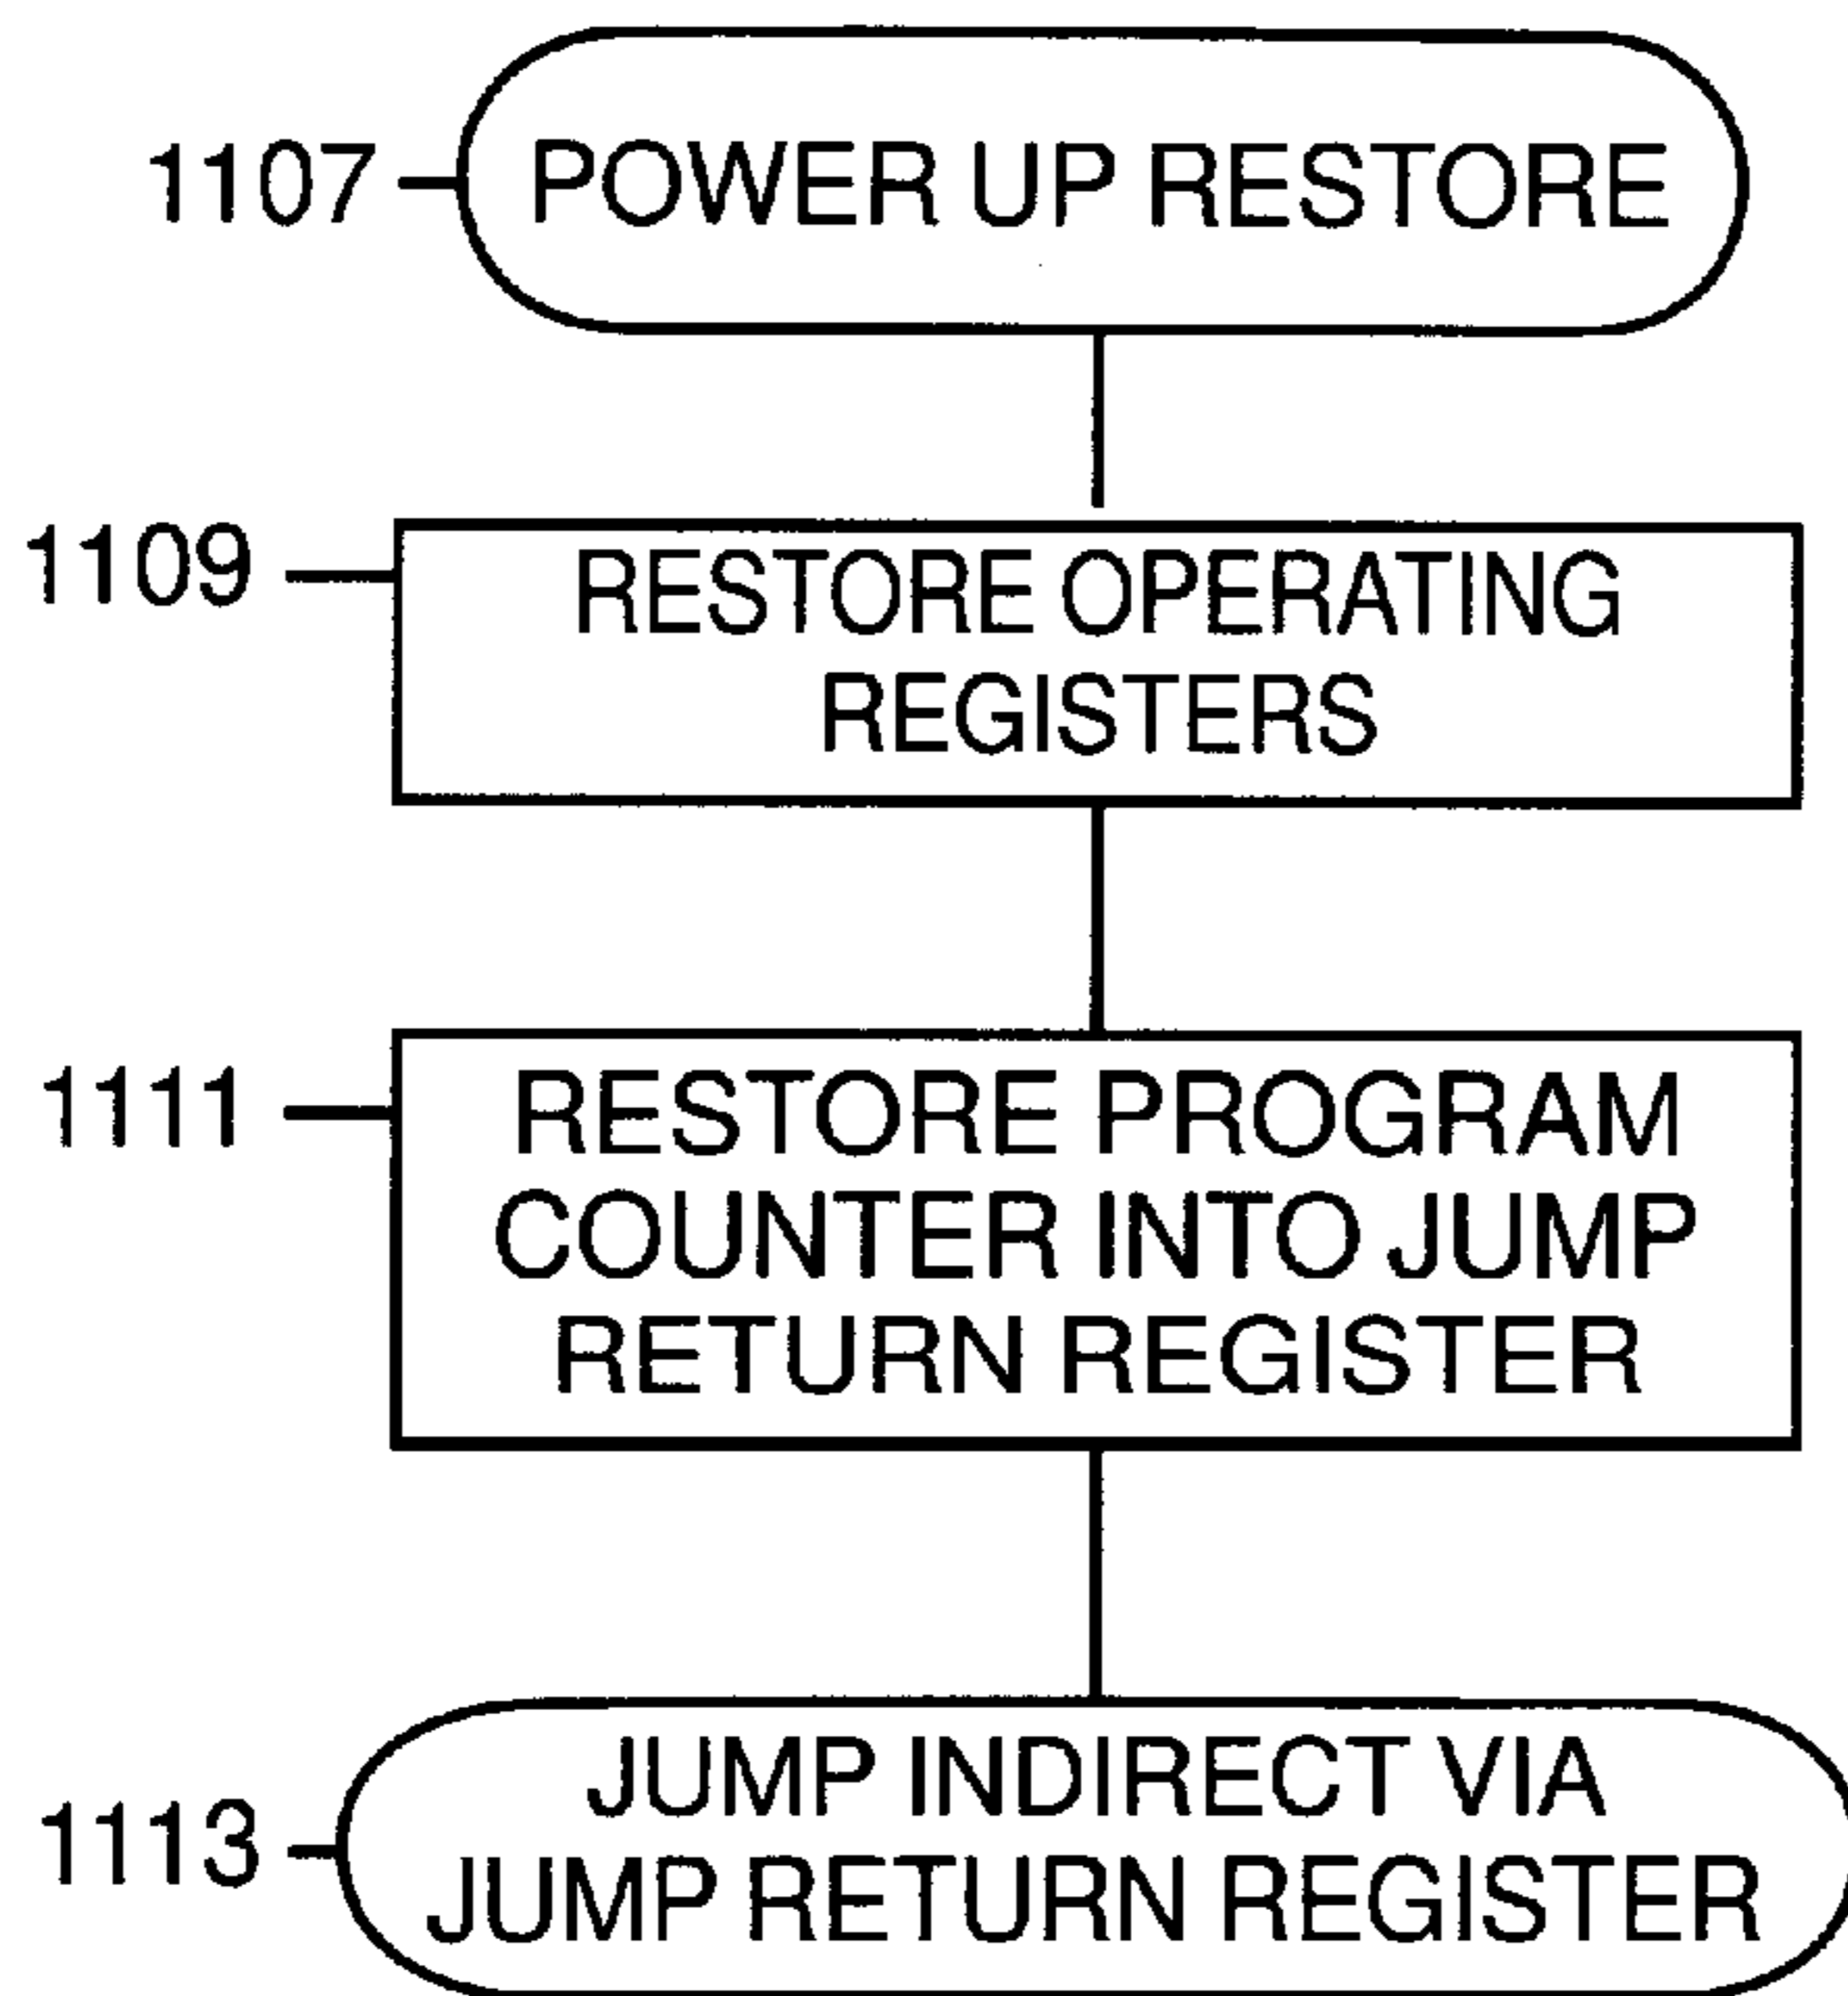 1107
POWER UP RESTORE
1109
RESTORE OPERATING
REGISTERS
1111
RESTORE PROGRAM
COUNTER INTO JUMP
RETURN REGISTER
1113
JUMP INDIRECT VIA
JUMP RETURN REGISTER